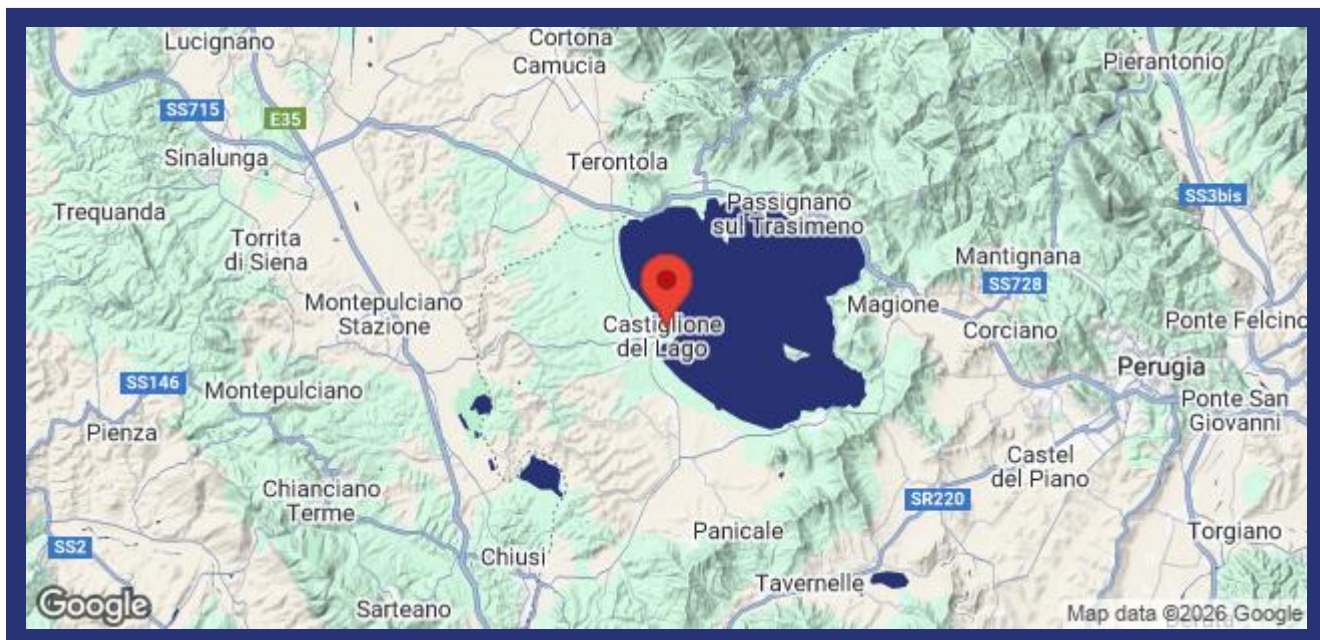 Lucignano
Cortona
Camucia
Pierantonio
SS715
E35
Sinalunga
Terontola
SS3bis
Passignano
sul Trasimeno
Trequanda
Torrita
di Siena
Mantignana
SS728
Montepulciano
Stazione
Magione
Castiglione
del Lago
Corciano
Ponte Felcino
Perugia
SS146
Montepulciano
Ponte San
Giovanni
Pienza
Castel
del Piano
Chianciano
Terme
SR220
Panicale
Torgiano
SS2
Chiusi
Tavernelle
Sarteano
Google
Map data ©2026 Google